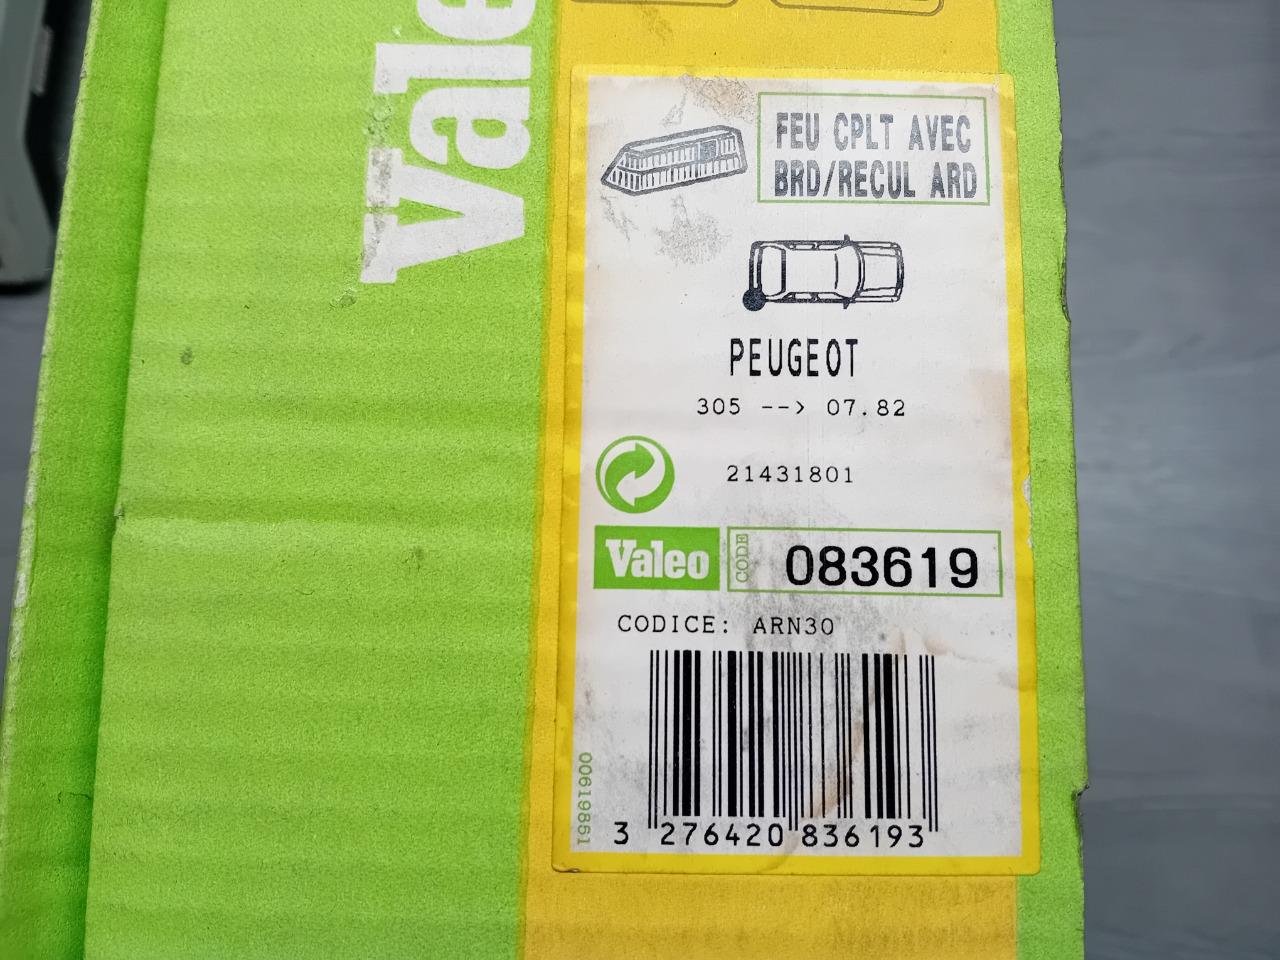 Vale
FEU CPLT AVEC
BRD/RECUL ARD
PEUGEOT
305 --> 07.82
21431801
Valeo
CODE
083619
CODICE: ARN30
00619861
3 276420 836193